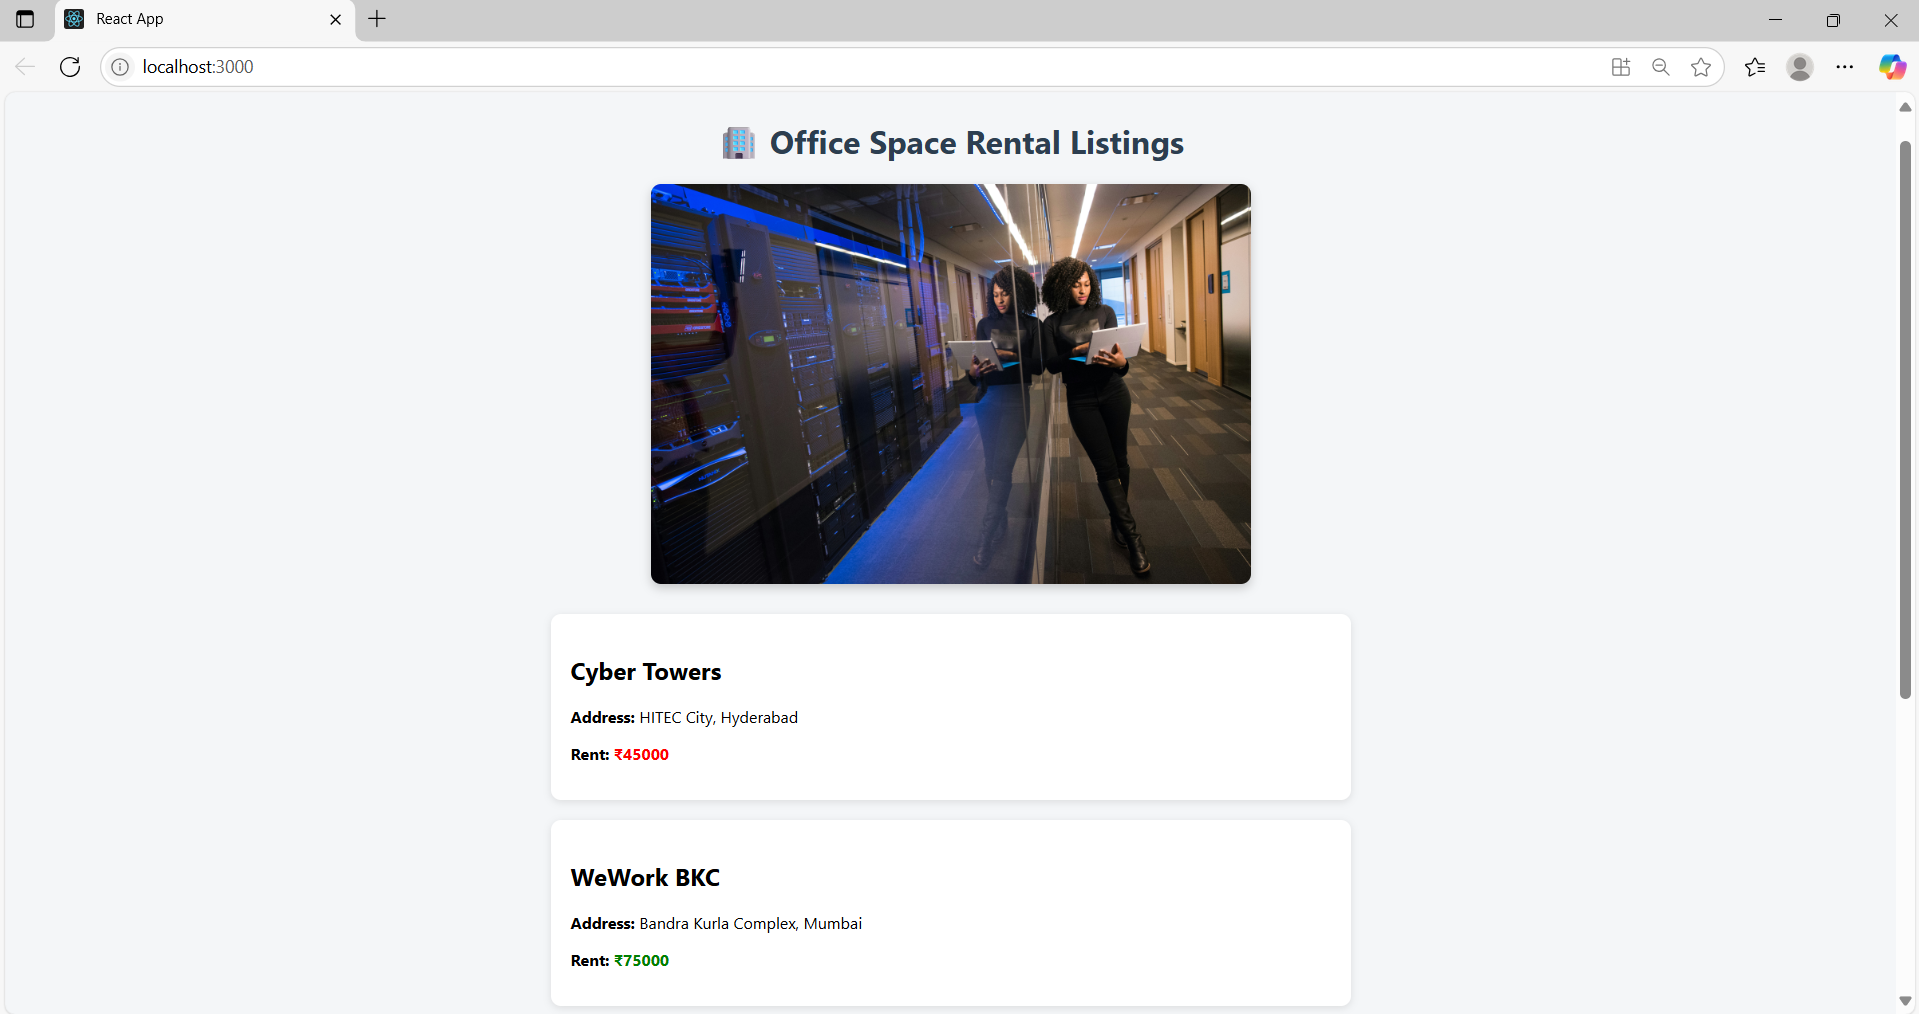 React App
localhost:3000
Office Space Rental Listings
Cyber Towers
Address: HITEC City, Hyderabad
Rent: ₹45000
WeWork BKC
Address: Bandra Kurla Complex, Mumbai
Rent: ₹75000